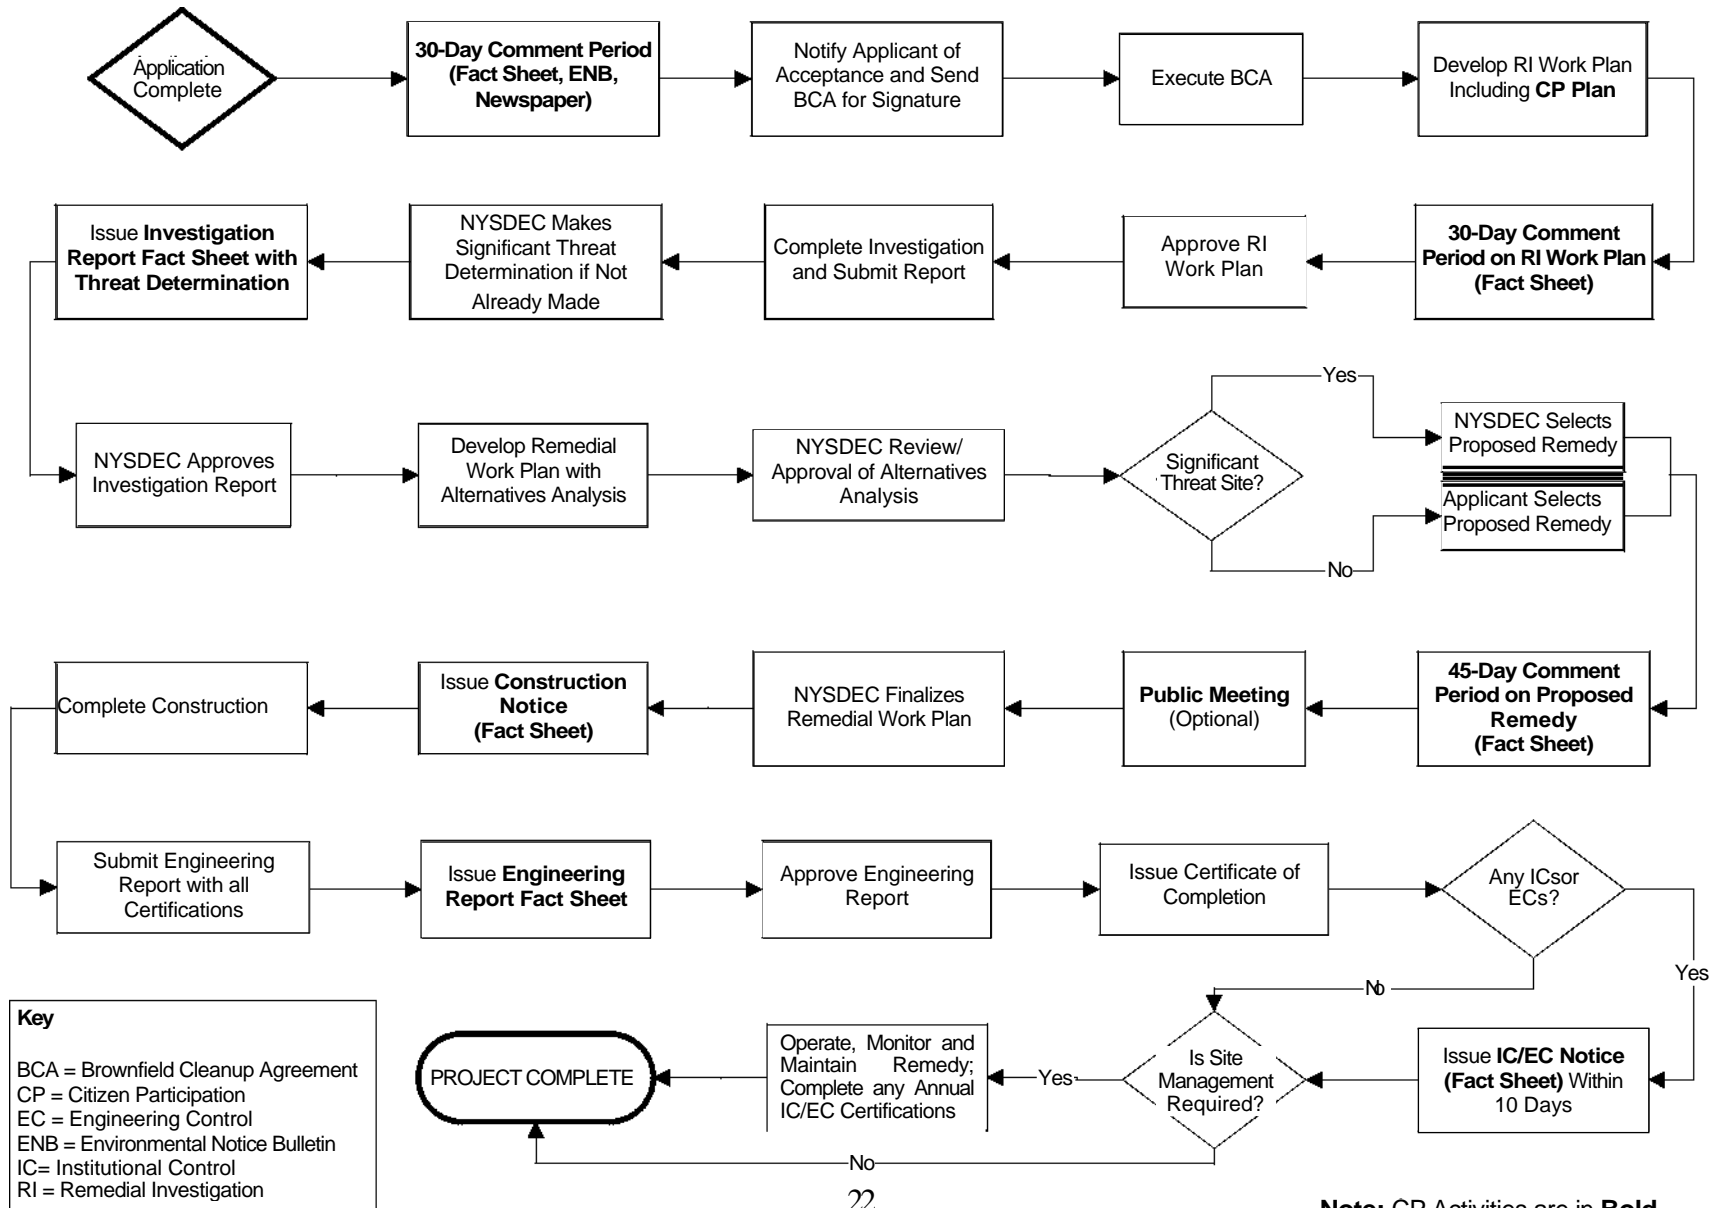 Application
Complete
30-Day Comment Period
(Fact Sheet, ENB,
Newspaper)
Notify Applicant of
Acceptance and Send
BCA for Signature
Execute BCA
Develop RI Work Plan
Including CP Plan
Issue Investigation
Report Fact Sheet with
Threat Determination
NYSDEC Makes
Significant Threat
Determination if Not
Already Made
Complete Investigation
and Submit Report
Approve RI
Work Plan
30-Day Comment
Period on RI Work Plan
(Fact Sheet)
NYSDEC Approves
Investigation Report
Develop Remedial
Work Plan with
Alternatives Analysis
NYSDEC Review/
Approval of Alternatives
Analysis
Significant
Threat Site?
Yes
No
NYSDEC Selects
Proposed Remedy
Applicant Selects
Proposed Remedy
Complete Construction
Issue Construction
Notice
(Fact Sheet)
NYSDEC Finalizes
Remedial Work Plan
Public Meeting
(Optional)
45-Day Comment
Period on Proposed
Remedy
(Fact Sheet)
Submit Engineering
Report with all
Certifications
Issue Engineering
Report Fact Sheet
Approve Engineering
Report
Issue Certificate of
Completion
Any ICsor
ECs?
Yes
No
Key
BCA = Brownfield Cleanup Agreement
CP = Citizen Participation
EC = Engineering Control
ENB = Environmental Notice Bulletin
IC= Institutional Control
RI = Remedial Investigation
PROJECT COMPLETE
Operate, Monitor and
Maintain Remedy;
Complete any Annual
IC/EC Certifications
Yes
Is Site
Management
Required?
Issue IC/EC Notice
(Fact Sheet) Within
10 Days
No
22
Note: CP Activities are in Bold